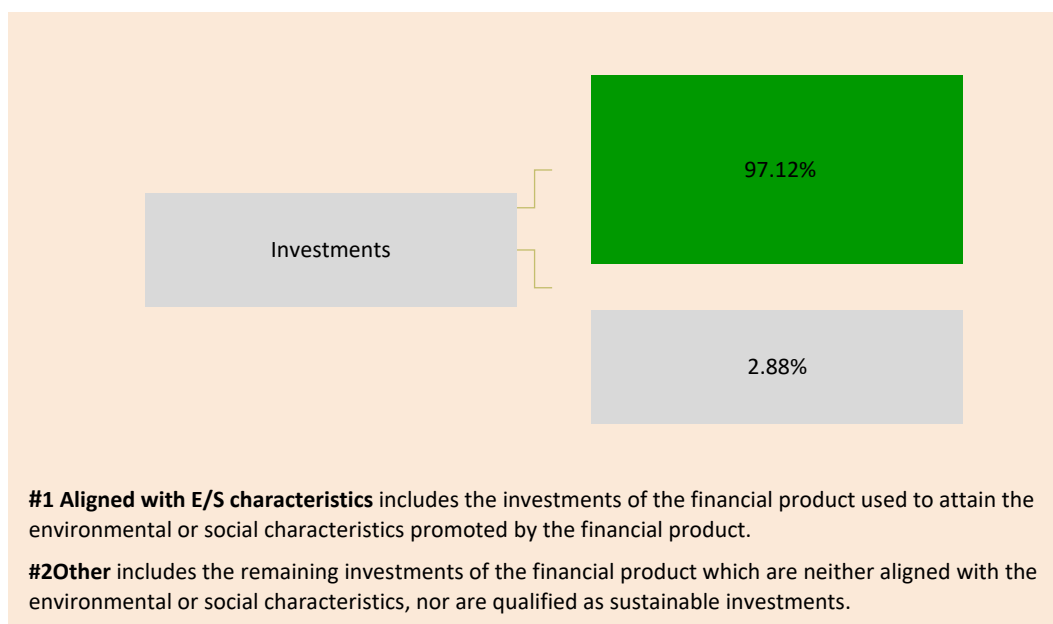 97.12%
Investments
2.88%
#1 Aligned with E/S characteristics includes the investments of the financial product used to attain the
environmental or social characteristics promoted by the financial product.
#2Other includes the remaining investments of the financial product which are neither aligned with the
environmental or social characteristics, nor are qualified as sustainable investments.